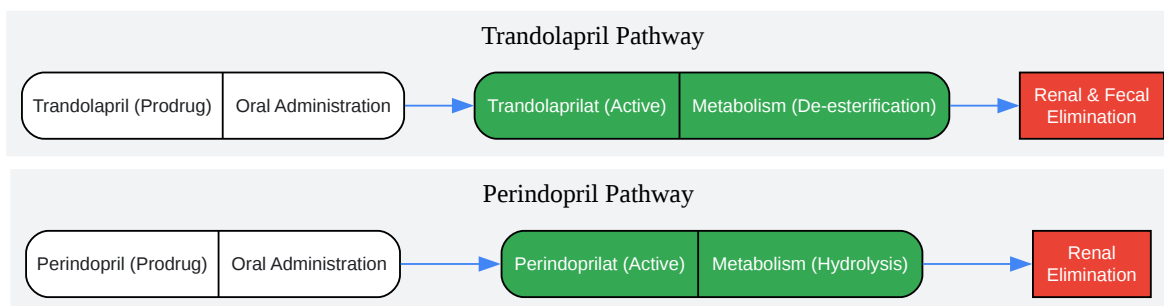 Trandolapril Pathway
Trandolapril (Prodrug)
Oral Administration
Trandolaprilat (Active)
Metabolism (De-esterification)
Renal & Fecal
Elimination
Perindopril Pathway
Perindopril (Prodrug)
Oral Administration
Perindoprilat (Active)
Metabolism (Hydrolysis)
Renal
Elimination